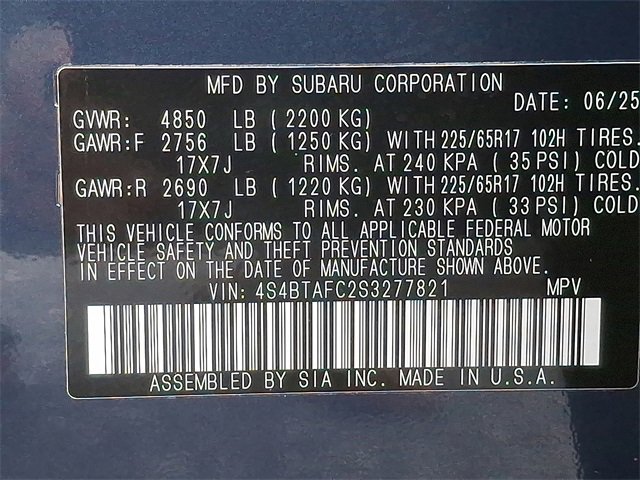 MFD BY SUBARU CORPORATION
DATE: 06/25
GVWR: 4850 LB (2200 KG)
GAWR:F 2756 LB (1250 KG) WITH 225/65R17 102H TIRES.
17X7J RIMS. AT 240 KPA (35 PSI) COLD
GAWR:R 2690 LB (1220 KG) WITH 225/65R17 102H TIRES.
17X7J RIMS. AT 230 KPA (33 PSI) COLD
THIS VEHICLE CONFORMS TO ALL APPLICABLE FEDERAL MOTOR
VEHICLE SAFETY AND THEFT PREVENTION STANDARDS
IN EFFECT ON THE DATE OF MANUFACTURE SHOWN ABOVE.
VIN: 4S4BTAFC2S3277821 MPV
ASSEMBLED BY SIA INC. MADE IN U.S.A.